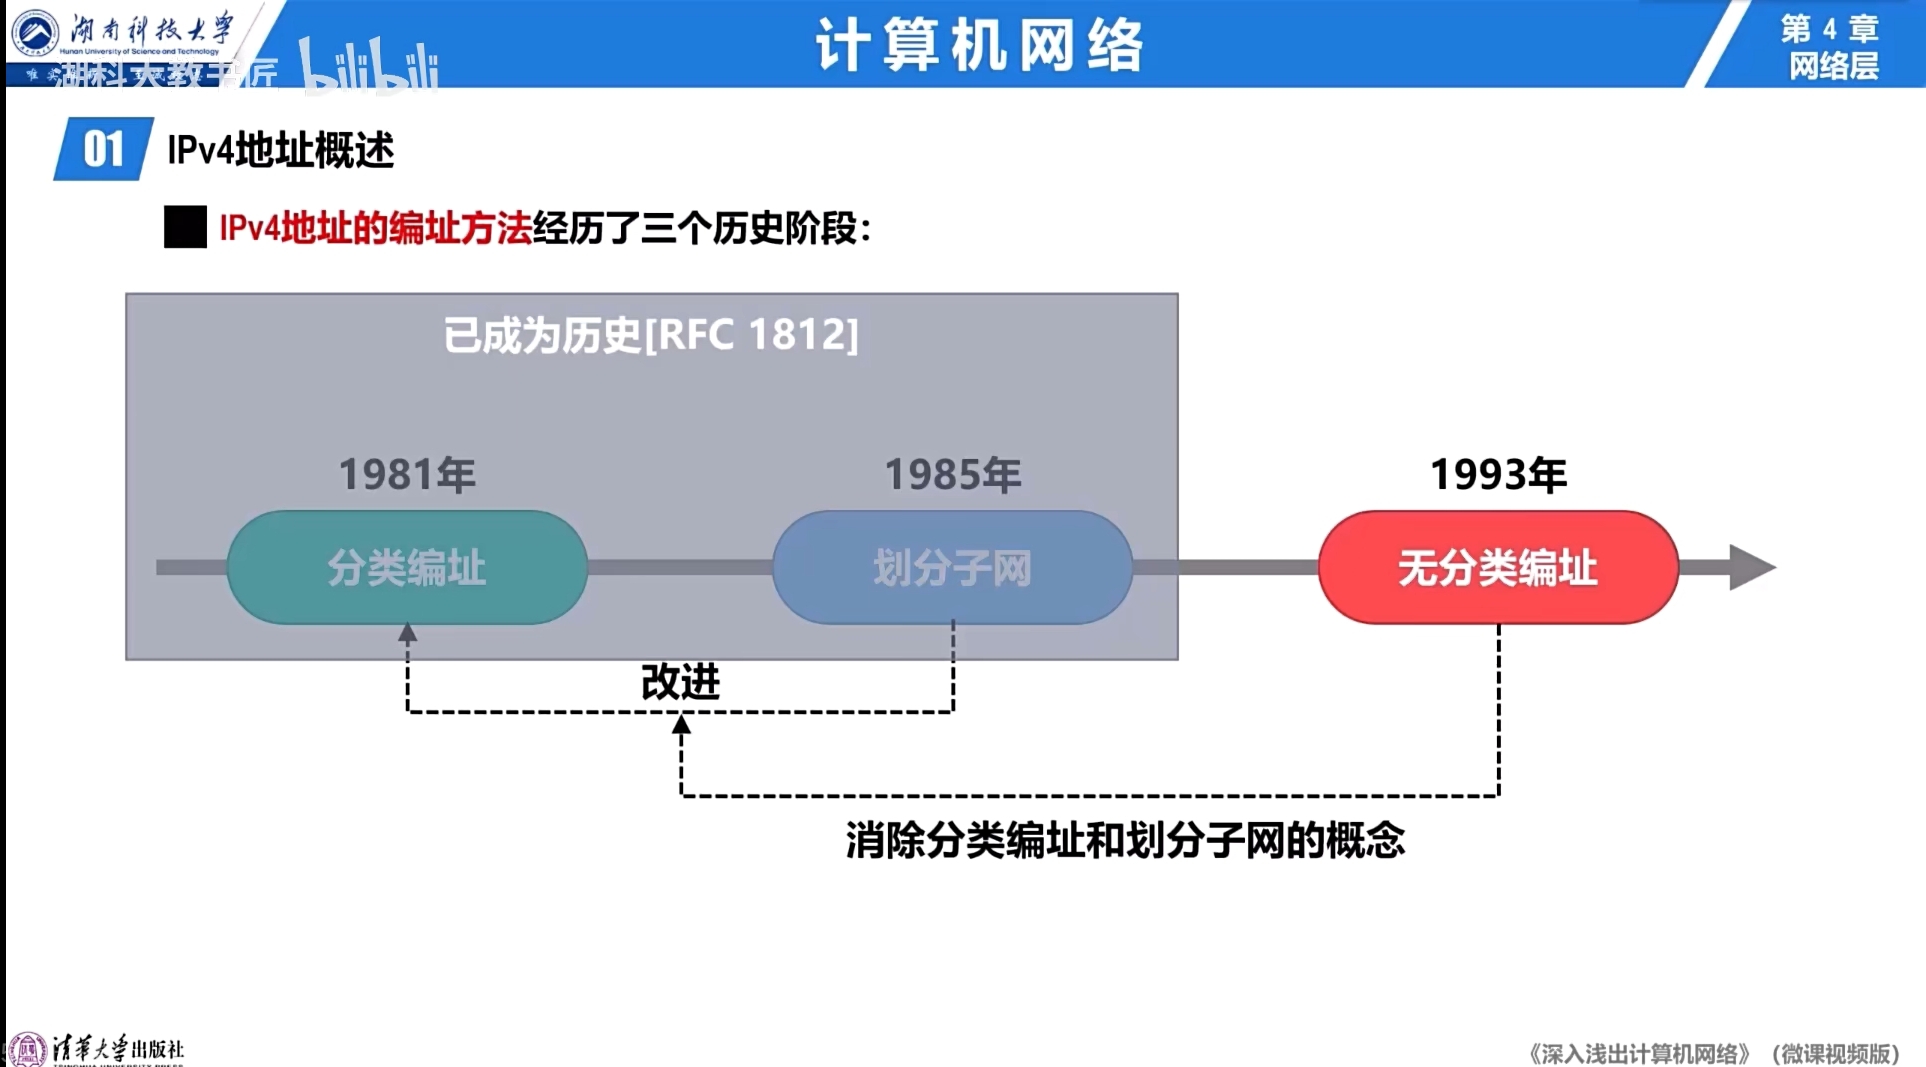 湖南科技大学
Hunan University of Science and Technology
湖科大教书匠 bilibili
计算机网络
第 4 章
网络层
01 IPv4地址概述
IPv4地址的编址方法经历了三个历史阶段：
已成为历史[RFC 1812]
1981年 1985年 1993年
分类编址 划分子网 无分类编址
改进
消除分类编址和划分子网的概念
清华大学出版社
TSINGHUA UNIVERSITY PRESS
《深入浅出计算机网络》（微课视频版）